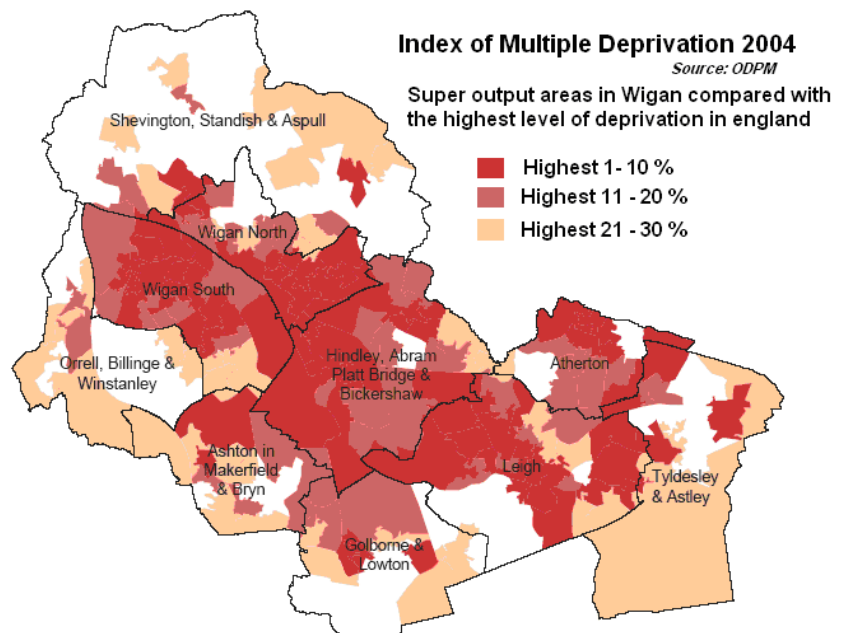 Index of Multiple Deprivation 2004
Source: ODPM
Super output areas in Wigan compared with
the highest level of deprivation in england
Highest 1- 10 %
Highest 11 - 20 %
Highest 21 - 30 %
Shevington, Standish & Aspull
Wigan North
Wigan South
Orrell, Billinge &
Winstanley
Hindley, Abram
Platt Bridge &
Bickershaw
Atherton
Ashton in
Makerfield
& Bryn
Leigh
Tyldesley
& Astley
Golborne &
Lowton